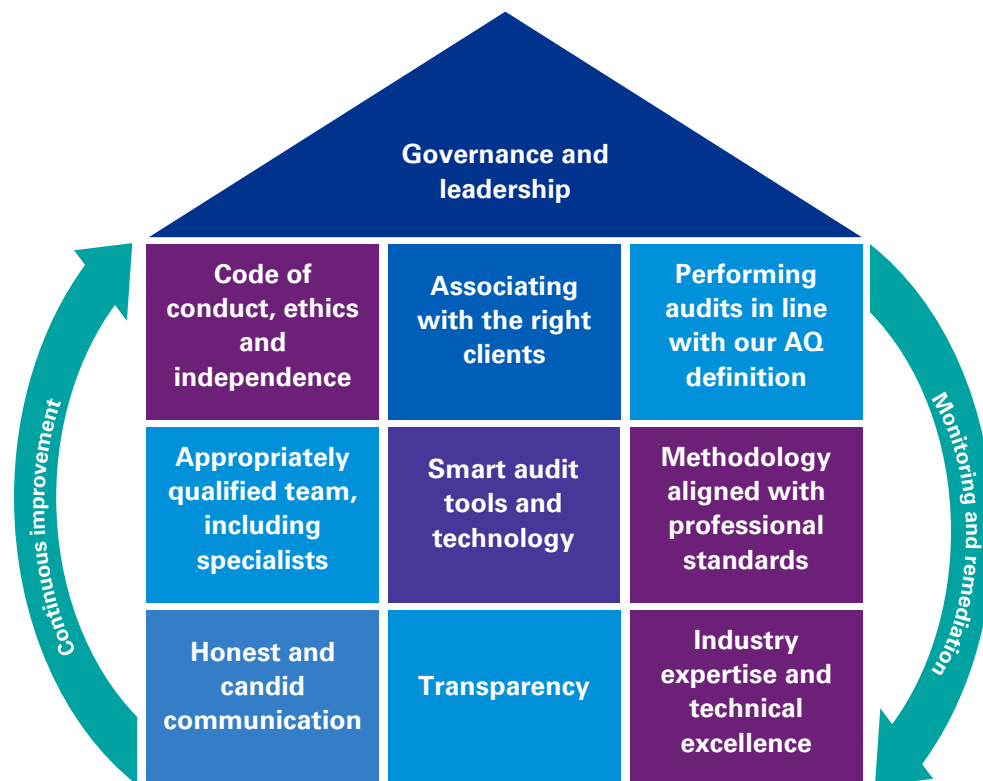 Governance and
leadership
Code of
conduct, ethics
and
independence
Associating
with the right
clients
Performing
audits in line
with our AQ
definition
Continuous improvement
Monitoring and remediation
Appropriately
qualified team,
including
specialists
Smart audit
tools and
technology
Methodology
aligned with
professional
standards
Honest and
candid
communication
Transparency
Industry
expertise and
technical
excellence